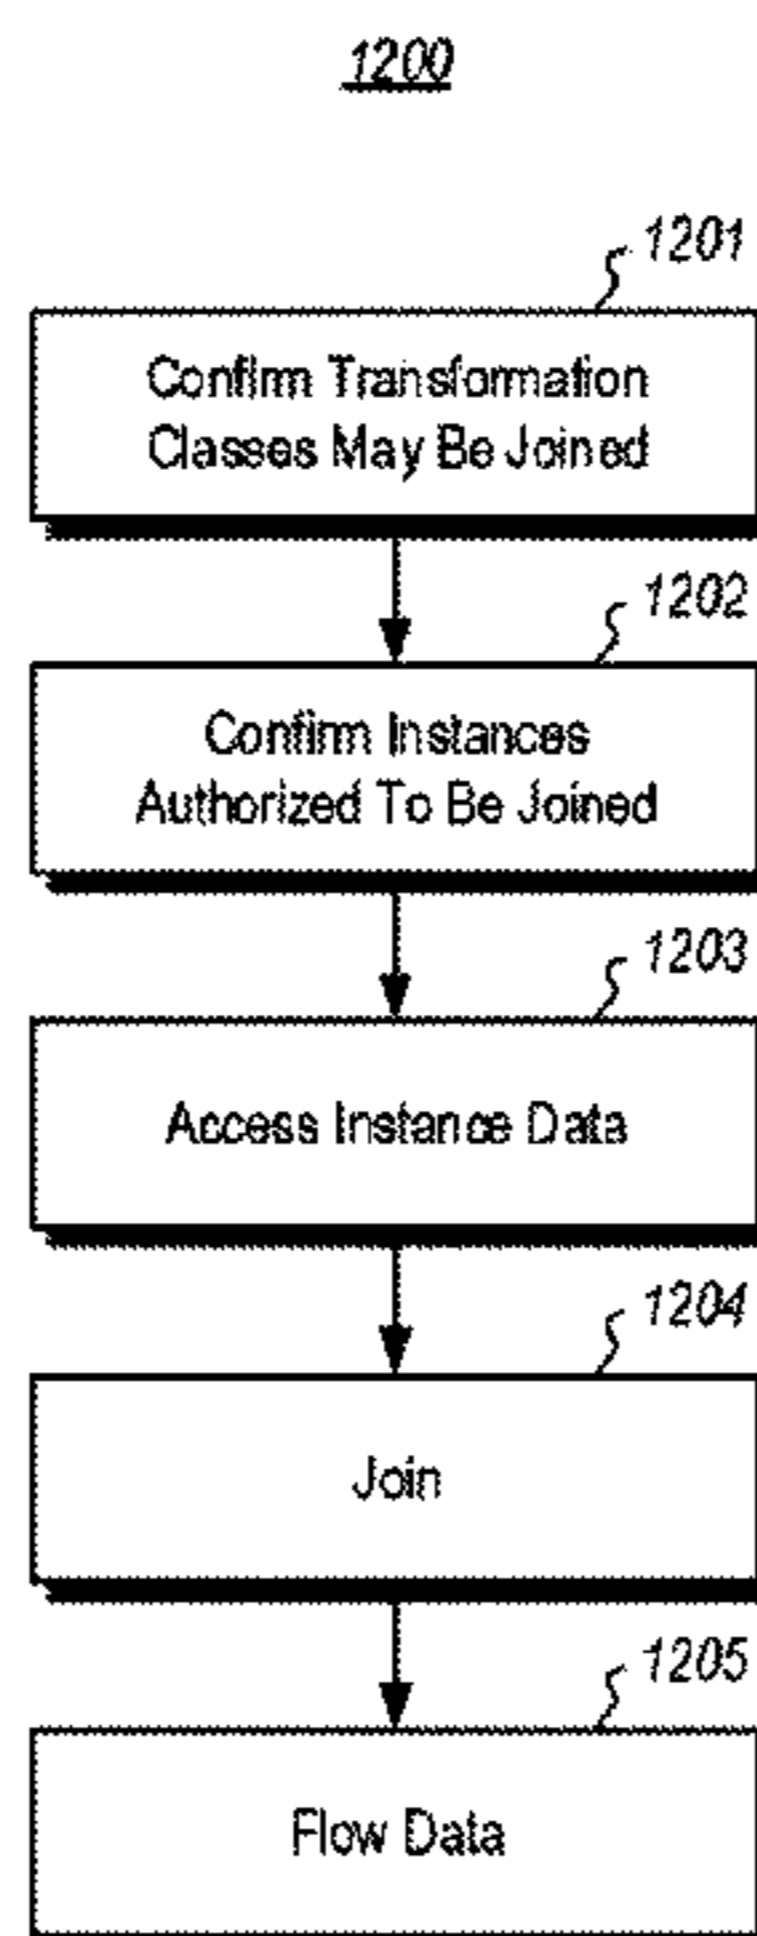 1200
1201
Confirm Transformation
Classes May Be Joined
1202
Confirm Instances
Authorized To Be Joined
1203
Access Instance Data
1204
Join
1205
Flow Data